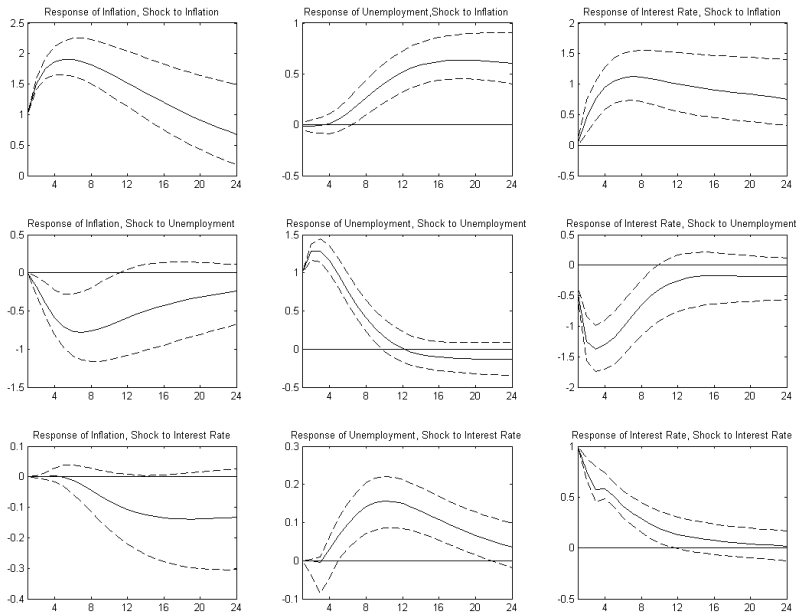 Response of Inflation, Shock to Inflation
Response of Unemployment,Shock to Inflation
Response of Interest Rate, Shock to Inflation
2.5
2
1.5
1
0.5
0
4 8 12 16 20 24
1
0.5
0
-0.5
4 8 12 16 20 24
2
1.5
1
0.5
0
-0.5
4 8 12 16 20 24
Response of Inflation, Shock to Unemployment
Response of Unemployment, Shock to Unemployment
Response of Interest Rate, Shock to Unemployment
0.5
0
-0.5
-1
-1.5
4 8 12 16 20 24
1.5
1
0.5
0
-0.5
4 8 12 16 20 24
0.5
0
-0.5
-1
-1.5
-2
4 8 12 16 20 24
Response of Inflation, Shock to Interest Rate
Response of Unemployment, Shock to Interest Rate
Response of Interest Rate, Shock to Interest Rate
0.1
0
-0.1
-0.2
-0.3
-0.4
4 8 12 16 20 24
0.3
0.2
0.1
0
-0.1
4 8 12 16 20 24
1
0.5
0
-0.5
4 8 12 16 20 24